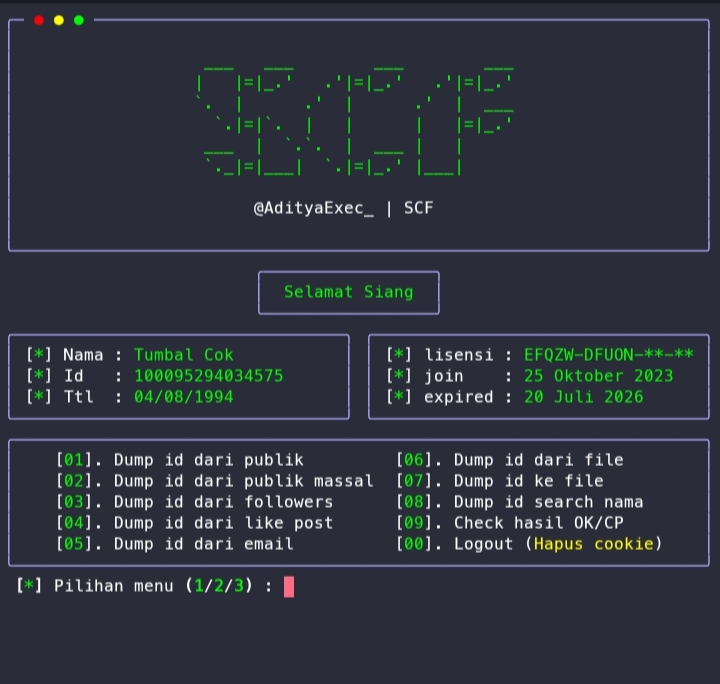 SCF
@AdityaExec_ | SCF
Selamat Siang
[*] Nama : Tumbal Cok
[*] Id : 100095294034575
[*] Ttl : 04/08/1994
[*] lisensi : EFQZW-DFUON-**-**
[*] join : 25 Oktober 2023
[*] expired : 20 Juli 2026
[01]. Dump id dari publik
[02]. Dump id dari publik massal
[03]. Dump id dari followers
[04]. Dump id dari like post
[05]. Dump id dari email
[06]. Dump id dari file
[07]. Dump id ke file
[08]. Dump id search nama
[09]. Check hasil OK/CP
[00]. Logout (Hapus cookie)
[*] Pilihan menu (1/2/3) :